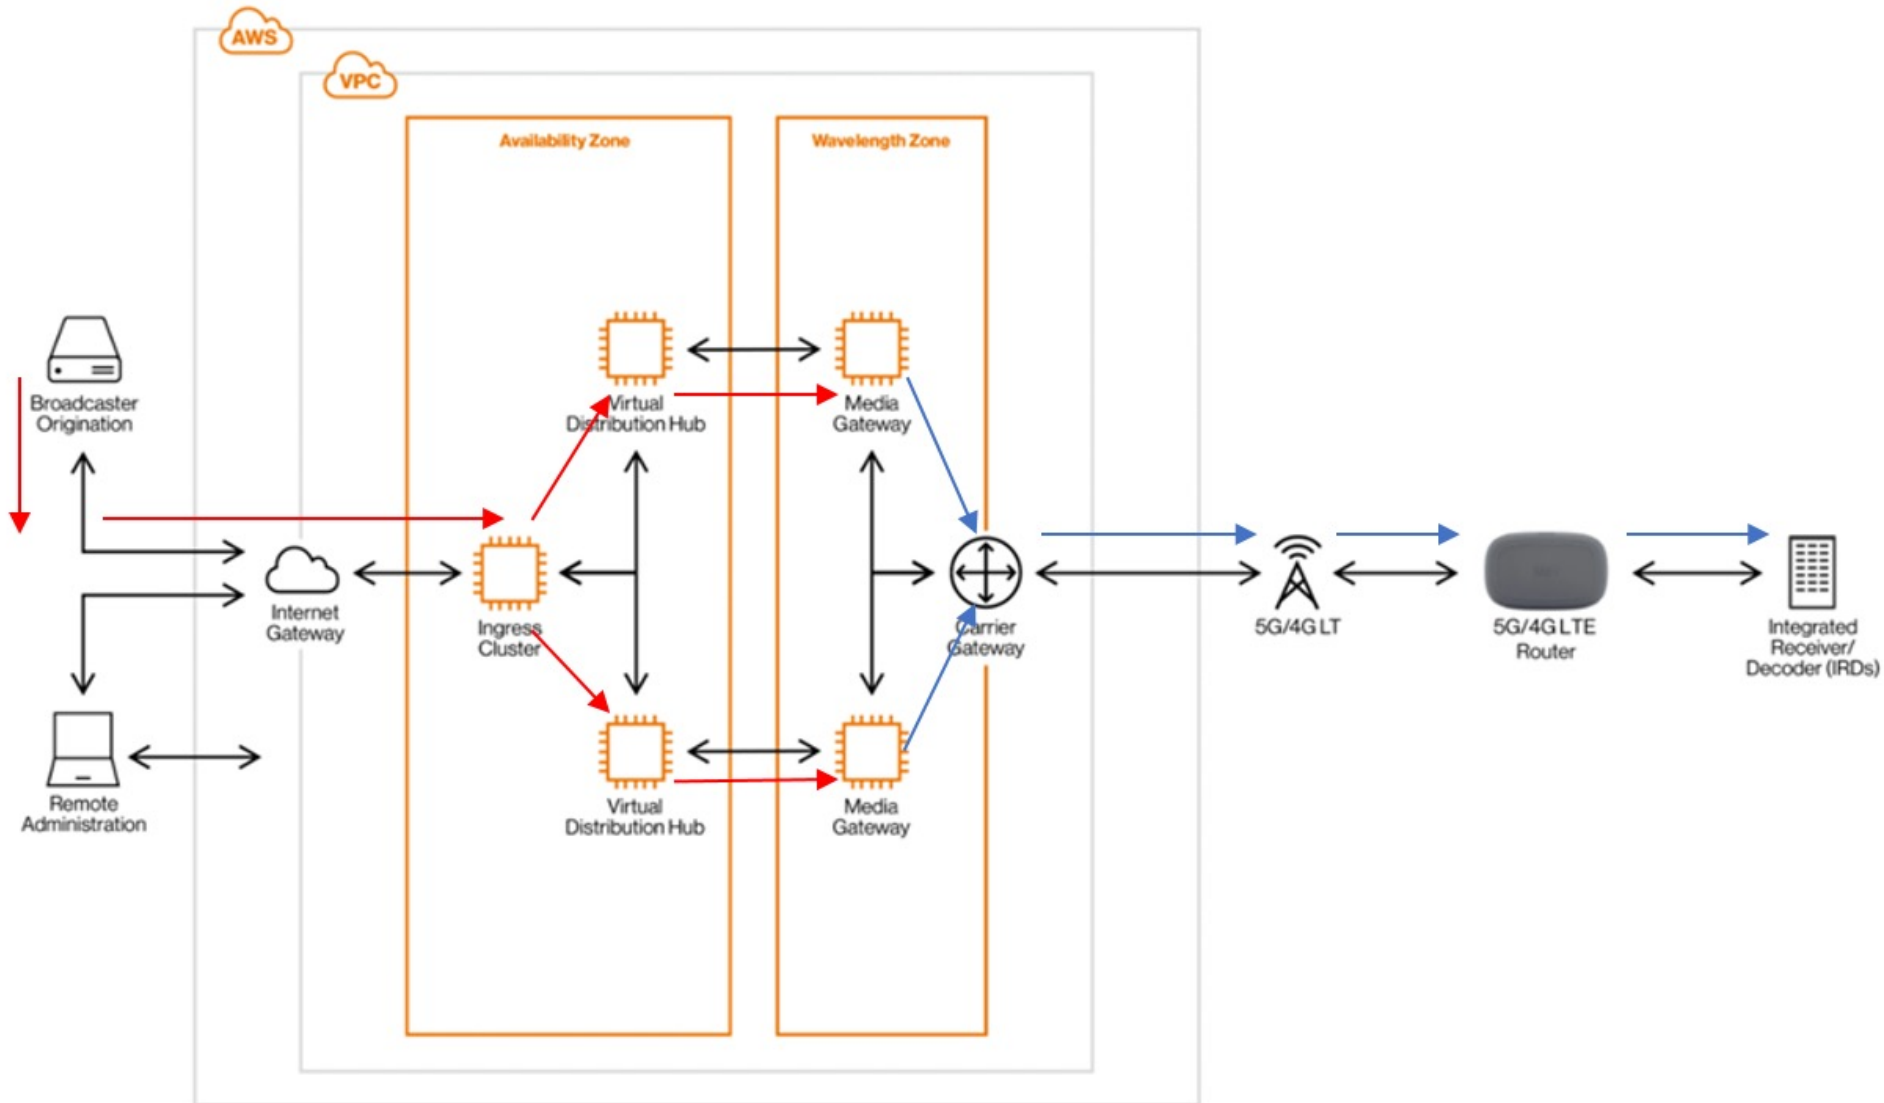 AWS
VPC
Availability Zone
Wavelength Zone
Broadcaster
Origination
Virtual
Distribution Hub
Media
Gateway
Internet
Gateway
Ingress
Cluster
Carrier
Gateway
5G/4G LT
5G/4G LTE
Router
Integrated
Receiver/
Decoder (IRDs)
Remote
Administration
Virtual
Distribution Hub
Media
Gateway